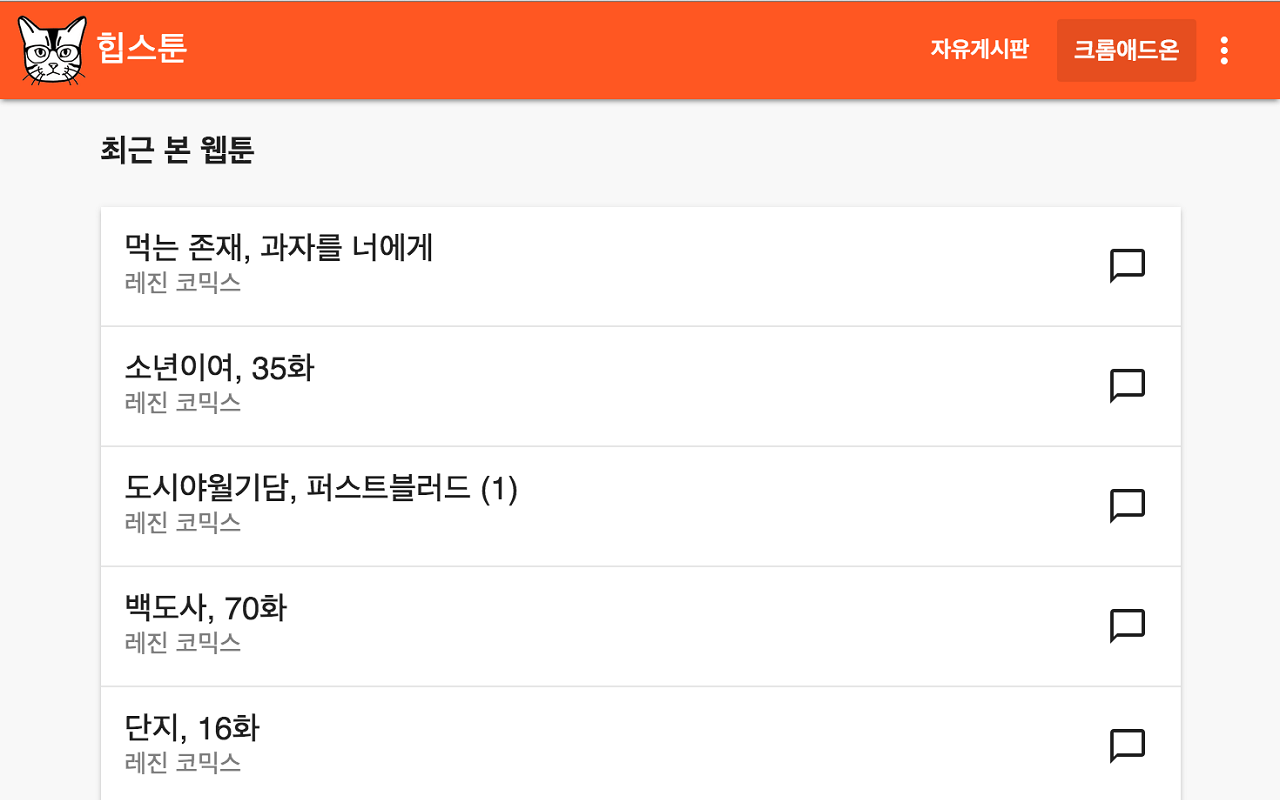 힙스툰
자유게시판
크롬애드온
최근 본 웹툰
먹는 존재, 과자를 너에게
레진 코믹스
소년이여, 35화
레진 코믹스
도시야월기담, 퍼스트블러드 (1)
레진 코믹스
백도사, 70화
레진 코믹스
단지, 16화
레진 코믹스